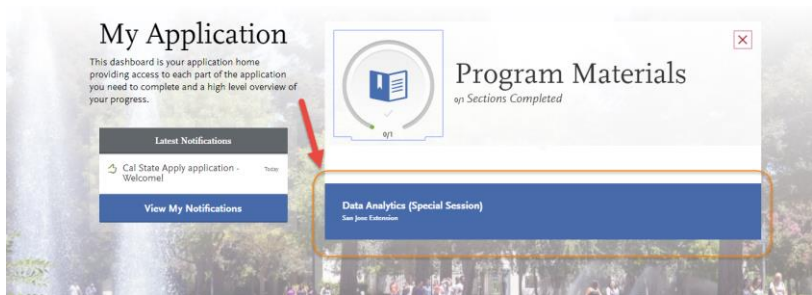 My Application
This dashboard is your application home
providing access to each part of the application
you need to complete and a high level overview of
your progress.
Latest Notifications
Cal State Apply application -
Welcome!
Today
View My Notifications
Program Materials
0/1 Sections Completed
0/1
Data Analytics (Special Session)
San Jose Extension